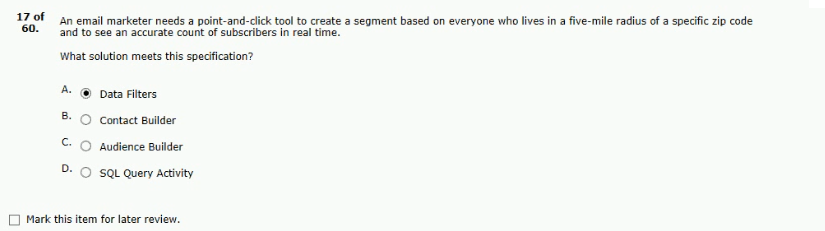 17 of 60.
An email marketer needs a point-and-click tool to create a segment based on everyone who lives in a five-mile radius of a specific zip code
and to see an accurate count of subscribers in real time.
What solution meets this specification?
A. Data Filters
B. Contact Builder
C. Audience Builder
D. SQL Query Activity
Mark this item for later review.